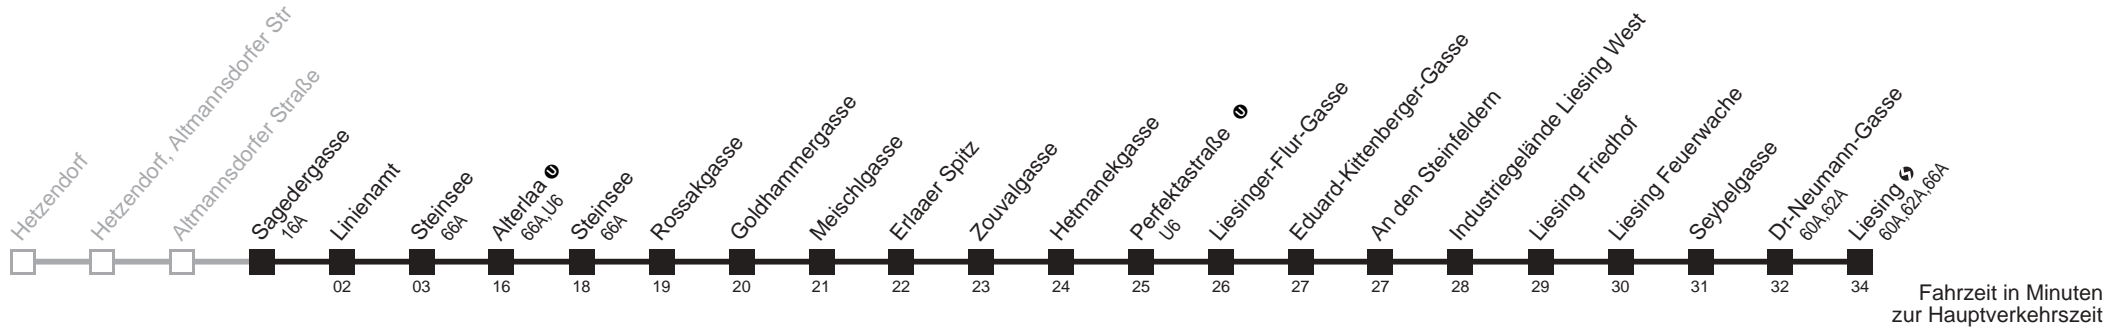 Hetzendorf
Hetzendorf, Altmannsdorfer Str
Altmannsdorfer Straße
Sagedergasse
16A
Linienamt
Steinsee
66A
Alterlaa U
66A,U6
Steinsee
66A
Rossakgasse
Goldhammergasse
Meischlgasse
Erlaaer Spitz
Zouvalgasse
Hetmanekgasse
Perfektastraße U
U6
Liesinger-Flur-Gasse
Eduard-Kittenberger-Gasse
An den Steinfeldern
Industriegelände Liesing West
Liesing Friedhof
Liesing Feuerwache
Seybelgasse
Dr-Neumann-Gasse
60A,62A
Liesing
60A,62A,66A
02 03 16 18 19 20 21 22 23 24 25 26 27 27 28 29 30 31 32 34
Fahrzeit in Minuten
zur Hauptverkehrszeit